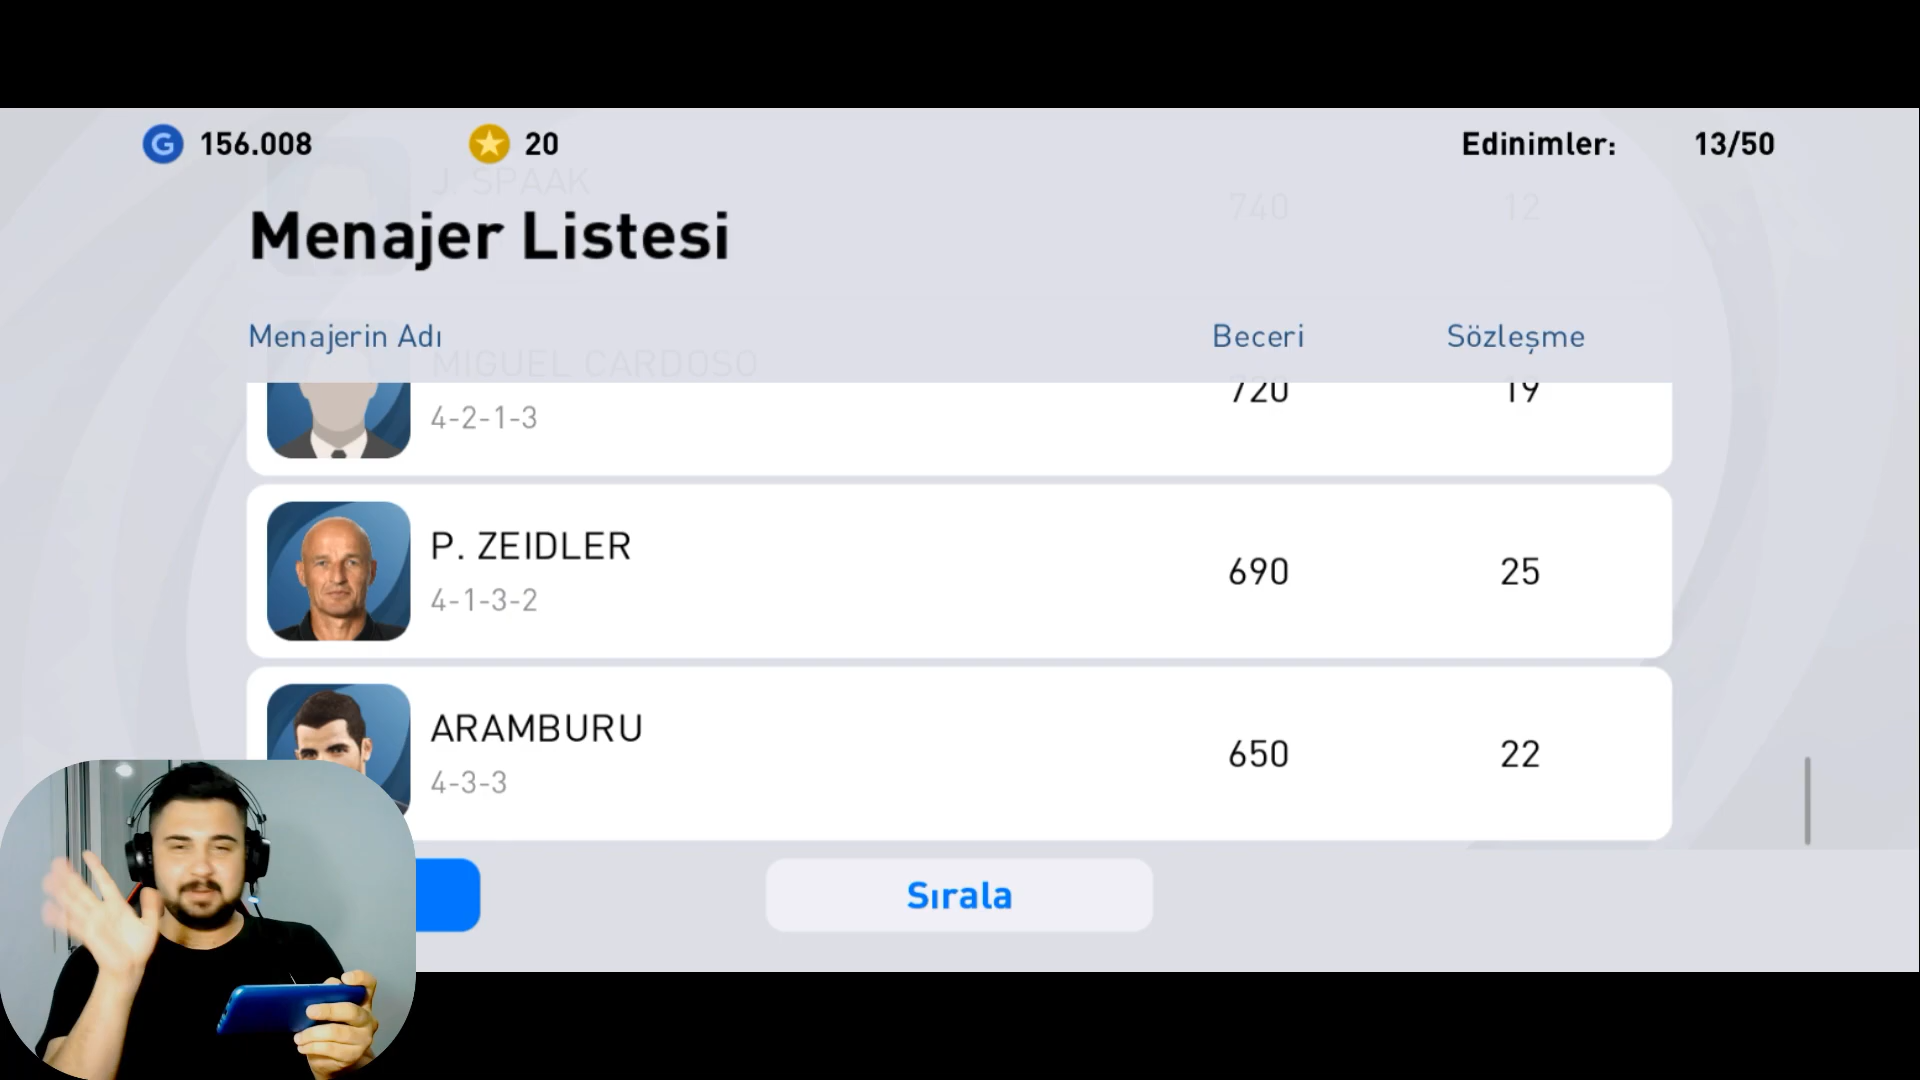 156.008
20
Edinimler: 13/50
J. SPAAK
740 12
Menajer Listesi
Menajerin Adı Beceri Sözleşme
MIGUEL CARDOSO
4-2-1-3
720 19
P. ZEIDLER
4-1-3-2
690 25
ARAMBURU
4-3-3
650 22
Sırala